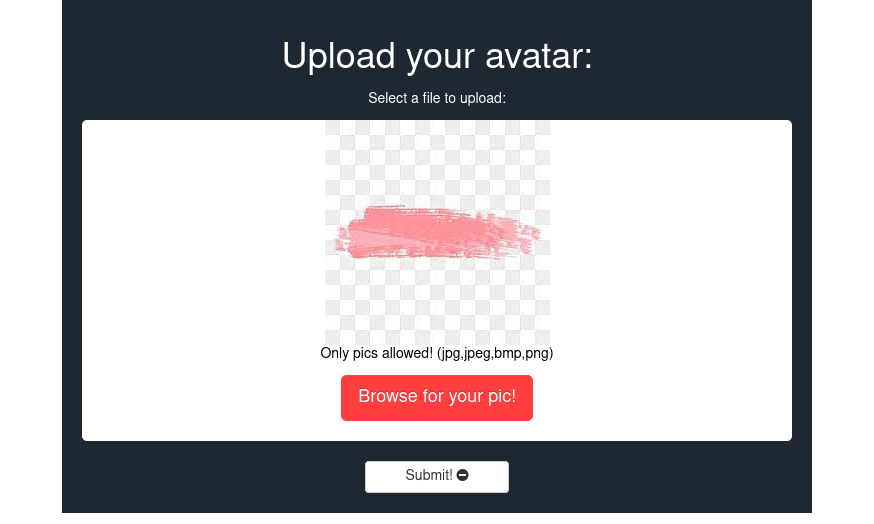 Upload your avatar:
Select a file to upload:
Only pics allowed! (jpg,jpeg,bmp,png)
Browse for your pic!
Submit!